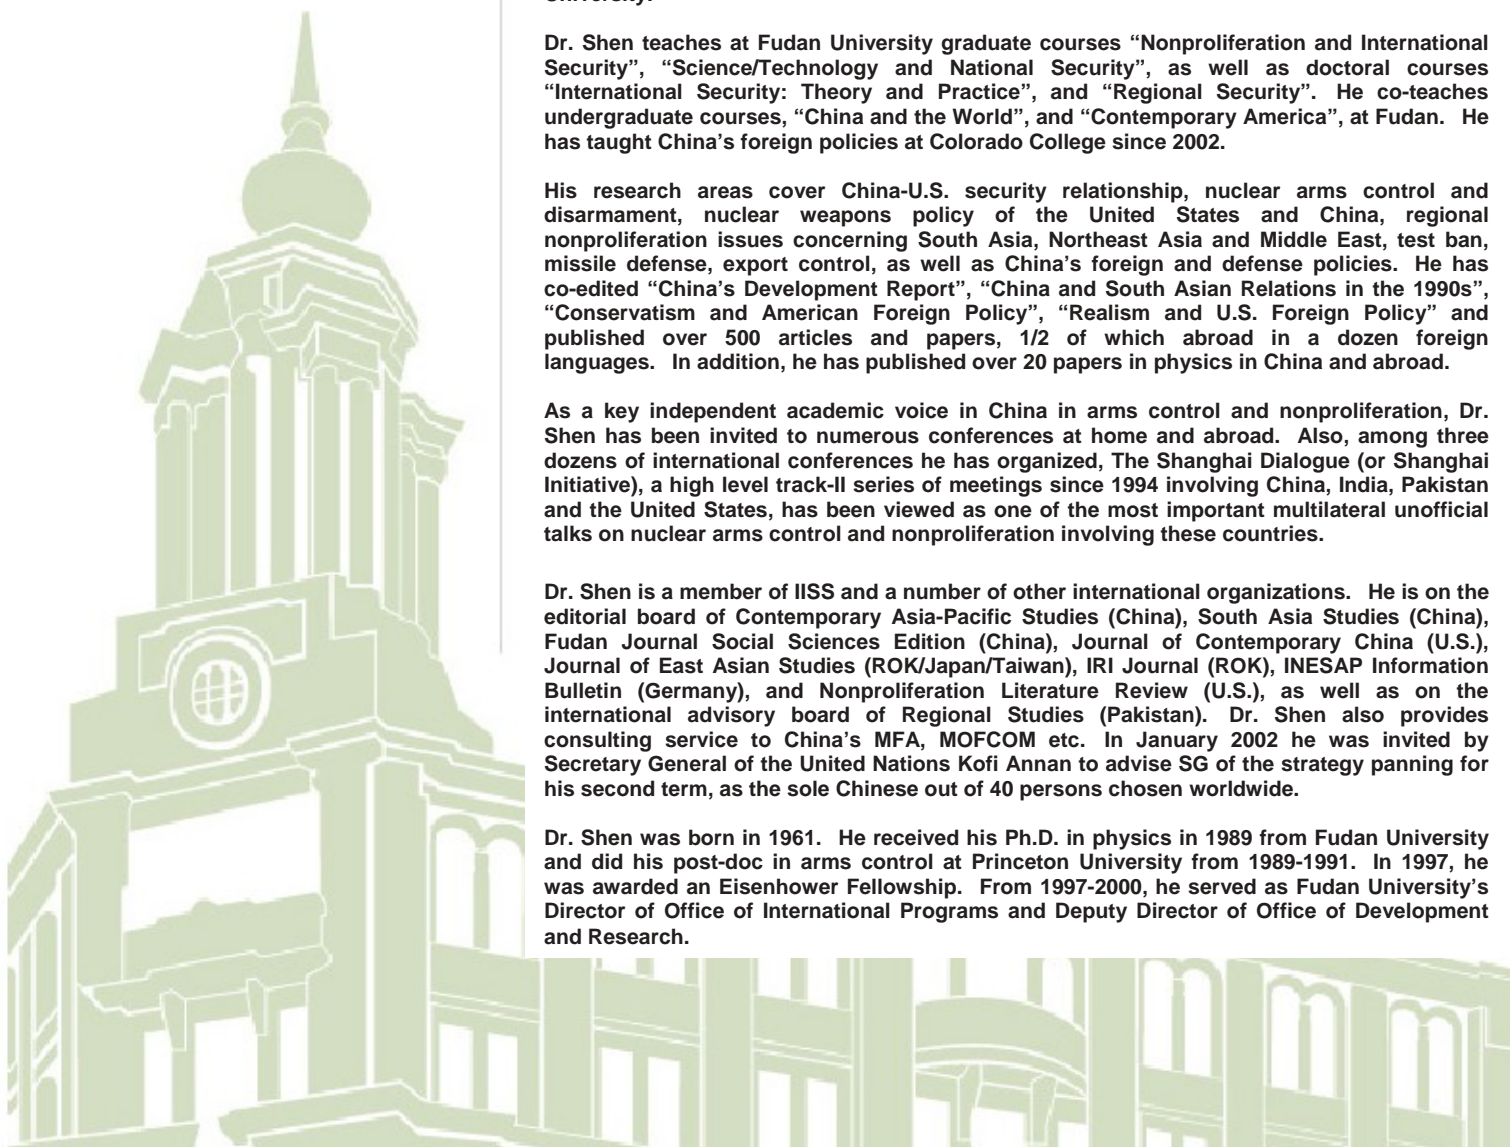 Dr. Shen teaches at Fudan University graduate courses “Nonproliferation and International
Security”, “Science/Technology and National Security”, as well as doctoral courses
“International Security: Theory and Practice”, and “Regional Security”. He co-teaches
undergraduate courses, “China and the World”, and “Contemporary America”, at Fudan. He
has taught China’s foreign policies at Colorado College since 2002.
His research areas cover China-U.S. security relationship, nuclear arms control and
disarmament, nuclear weapons policy of the United States and China, regional
nonproliferation issues concerning South Asia, Northeast Asia and Middle East, test ban,
missile defense, export control, as well as China’s foreign and defense policies. He has
co-edited “China’s Development Report”, “China and South Asian Relations in the 1990s”,
“Conservatism and American Foreign Policy”, “Realism and U.S. Foreign Policy” and
published over 500 articles and papers, 1/2 of which abroad in a dozen foreign
languages. In addition, he has published over 20 papers in physics in China and abroad.
As a key independent academic voice in China in arms control and nonproliferation, Dr.
Shen has been invited to numerous conferences at home and abroad. Also, among three
dozens of international conferences he has organized, The Shanghai Dialogue (or Shanghai
Initiative), a high level track-II series of meetings since 1994 involving China, India, Pakistan
and the United States, has been viewed as one of the most important multilateral unofficial
talks on nuclear arms control and nonproliferation involving these countries.
Dr. Shen is a member of IISS and a number of other international organizations. He is on the
editorial board of Contemporary Asia-Pacific Studies (China), South Asia Studies (China),
Fudan Journal Social Sciences Edition (China), Journal of Contemporary China (U.S.),
Journal of East Asian Studies (ROK/Japan/Taiwan), IRI Journal (ROK), INESAP Information
Bulletin (Germany), and Nonproliferation Literature Review (U.S.), as well as on the
international advisory board of Regional Studies (Pakistan). Dr. Shen also provides
consulting service to China’s MFA, MOFCOM etc. In January 2002 he was invited by
Secretary General of the United Nations Kofi Annan to advise SG of the strategy panning for
his second term, as the sole Chinese out of 40 persons chosen worldwide.
Dr. Shen was born in 1961. He received his Ph.D. in physics in 1989 from Fudan University
and did his post-doc in arms control at Princeton University from 1989-1991. In 1997, he
was awarded an Eisenhower Fellowship. From 1997-2000, he served as Fudan University’s
Director of Office of International Programs and Deputy Director of Office of Development
and Research.